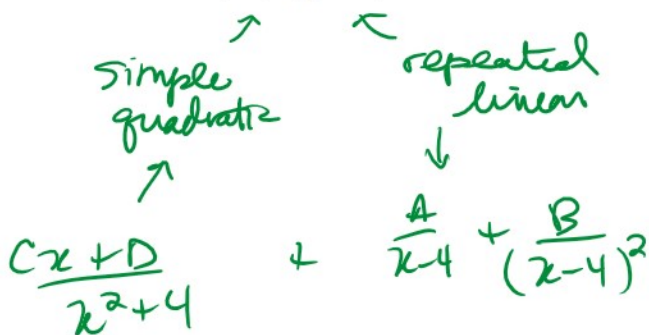 simple quadratic
repeated linear
Cx + D / x² + 4 + A / x-4 + B / (x-4)²